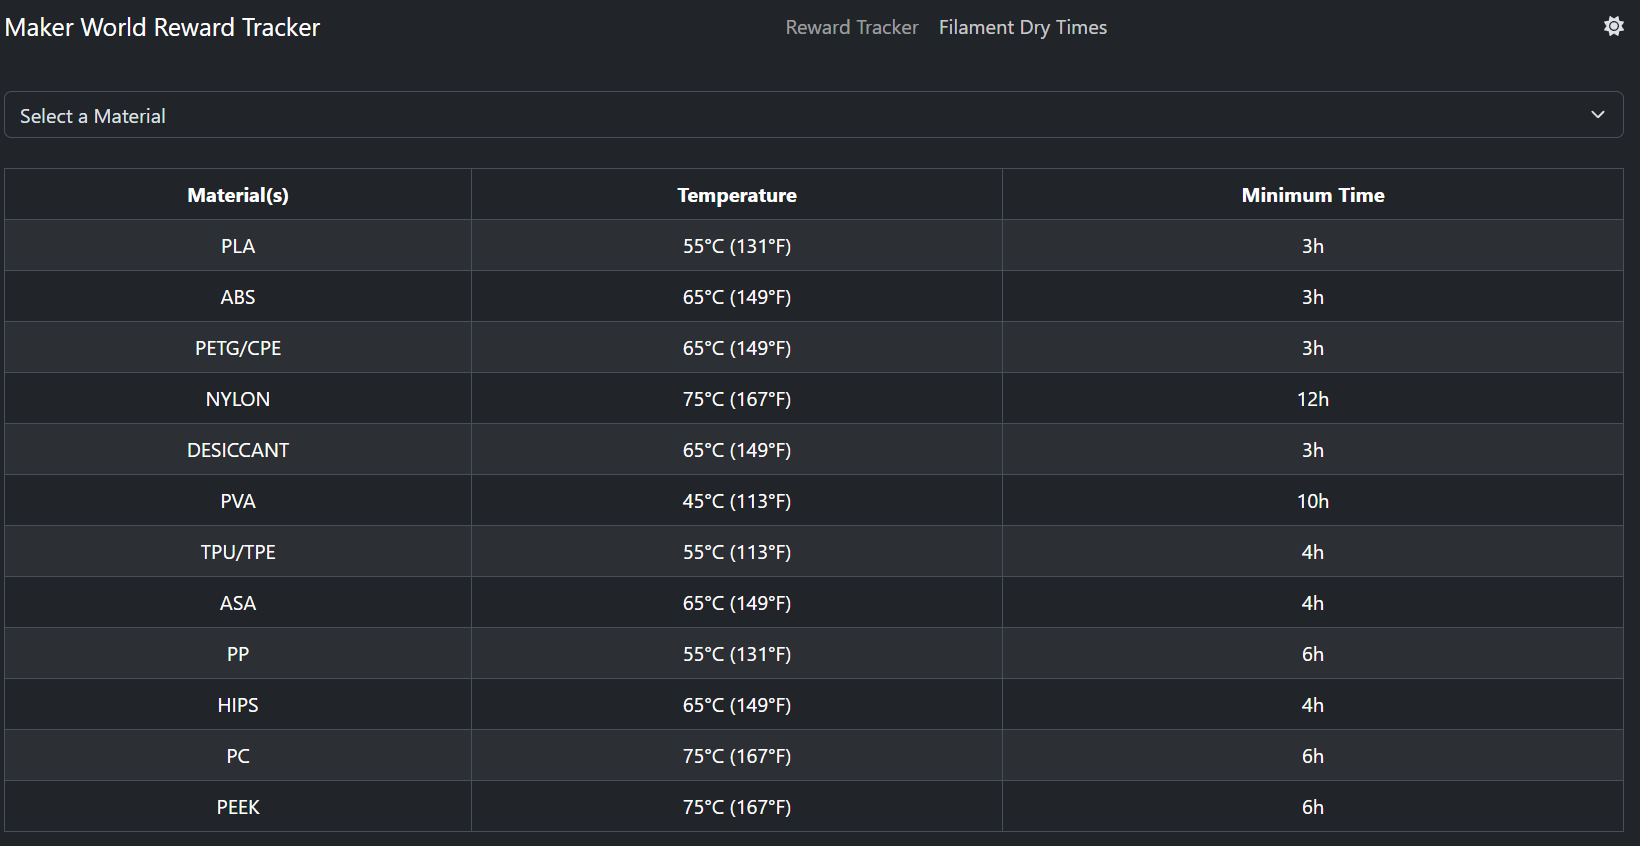 Maker World Reward Tracker Reward Tracker Filament Dry Times
Select a Material
Material(s) Temperature Minimum Time
PLA 55°C (131°F) 3h
ABS 65°C (149°F) 3h
PETG/CPE 65°C (149°F) 3h
NYLON 75°C (167°F) 12h
DESICCANT 65°C (149°F) 3h
PVA 45°C (113°F) 10h
TPU/TPE 55°C (113°F) 4h
ASA 65°C (149°F) 4h
PP 55°C (131°F) 6h
HIPS 65°C (149°F) 4h
PC 75°C (167°F) 6h
PEEK 75°C (167°F) 6h